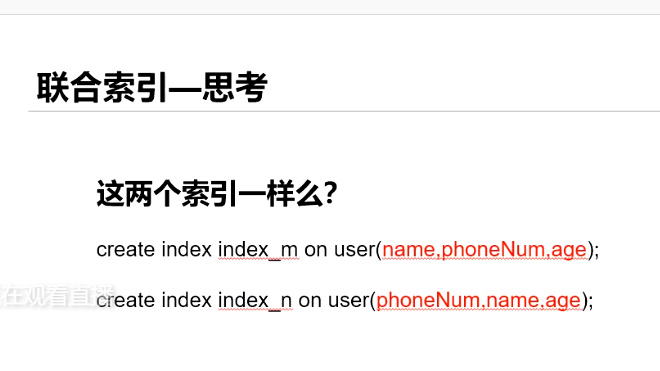 联合索引—思考
这两个索引一样么？
create index index_m on user(name,phoneNum,age);
在观看直播
create index index_n on user(phoneNum,name,age);